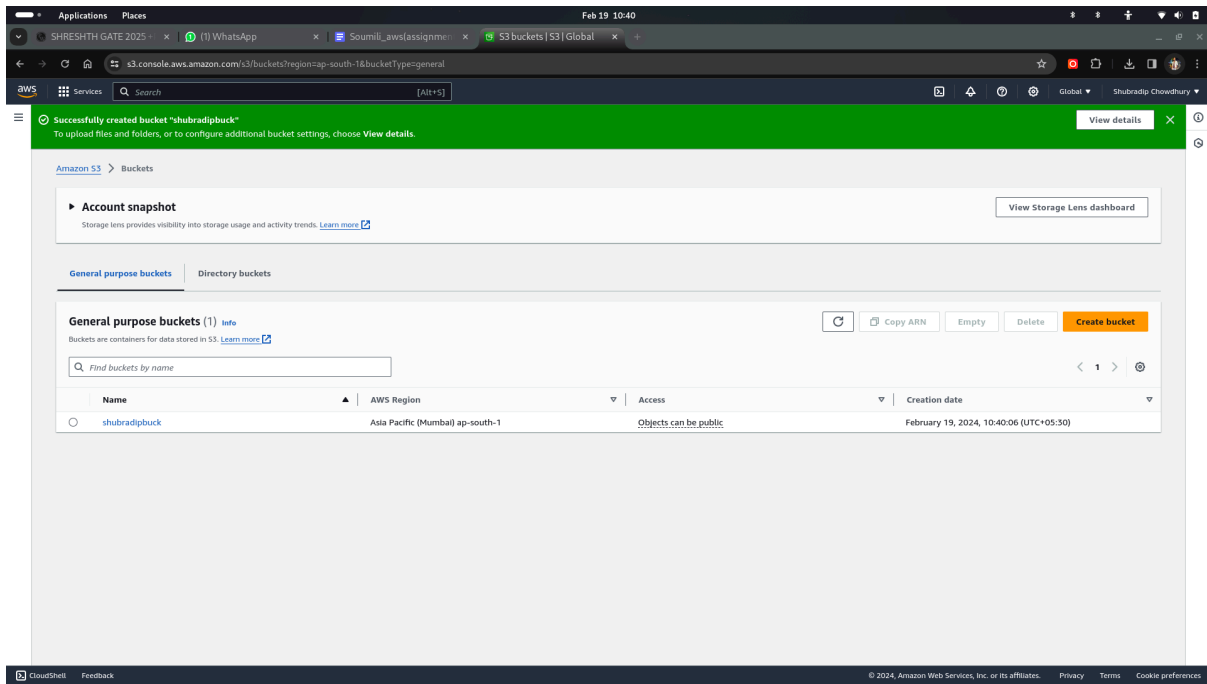 Applications Places Feb 19 10:40
SHRESHTH GATE 2025 (1) WhatsApp Soumili_aws(assignmen S3 buckets | S3 | Global
s3.console.aws.amazon.com/s3/buckets?region=ap-south-1&bucketType=general
aws Services Search [Alt+S] Global Shubradip Chowdhury
Successfully created bucket "shubradipbuck"
To upload files and folders, or to configure additional bucket settings, choose View details.
View details
Amazon S3 > Buckets
Account snapshot
Storage lens provides visibility into storage usage and activity trends. Learn more
View Storage Lens dashboard
General purpose buckets Directory buckets
General purpose buckets (1) Info
Buckets are containers for data stored in S3. Learn more
Copy ARN Empty Delete Create bucket
Find buckets by name
< 1 >
Name AWS Region Access Creation date
shubradipbuck Asia Pacific (Mumbai) ap-south-1 Objects can be public February 19, 2024, 10:40:06 (UTC+05:30)
CloudShell Feedback © 2024, Amazon Web Services, Inc. or its affiliates. Privacy Terms Cookie preferences